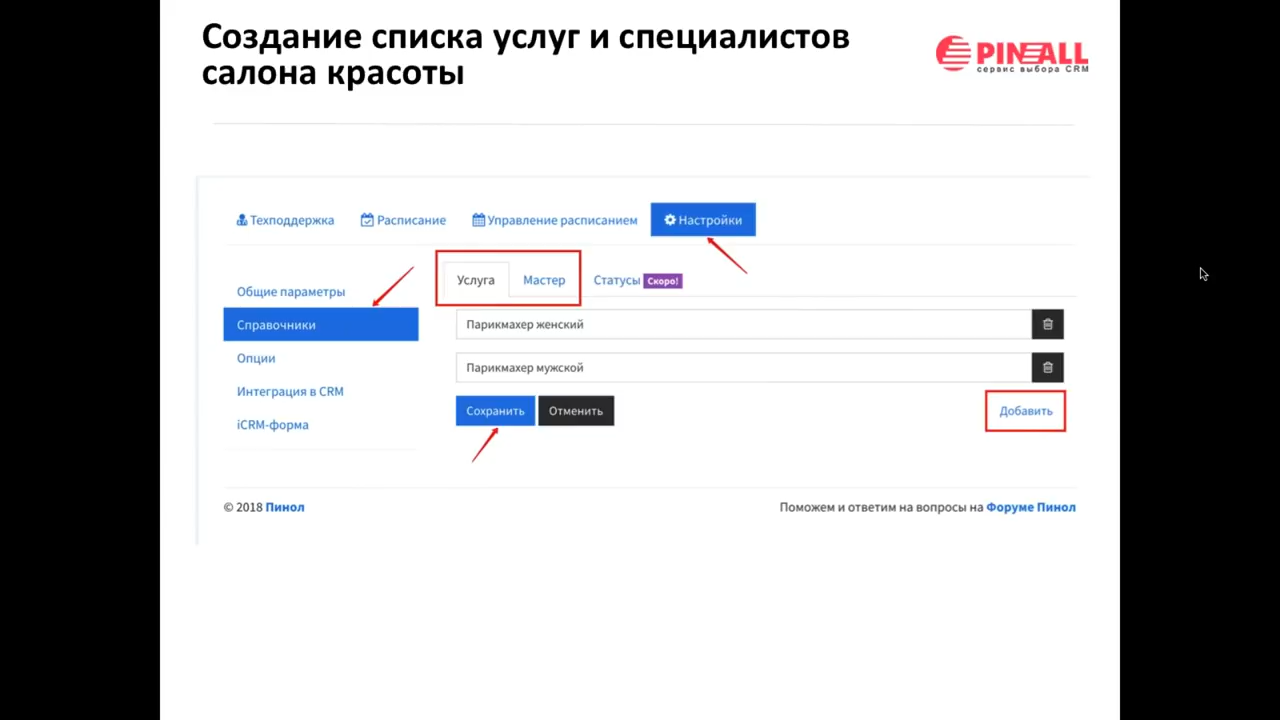 Создание списка услуг и специалистов
салона красоты
PINALL
сервис выбора CRM
Техподдержка Расписание Управление расписанием Настройки
Услуга Мастер Статусы Скоро!
Общие параметры
Справочники
Опции
Интеграция в CRM
iCRM-форма
Парикмахер женский
Парикмахер мужской
Сохранить Отменить Добавить
© 2018 Пинол Поможем и ответим на вопросы на Форуме Пинол